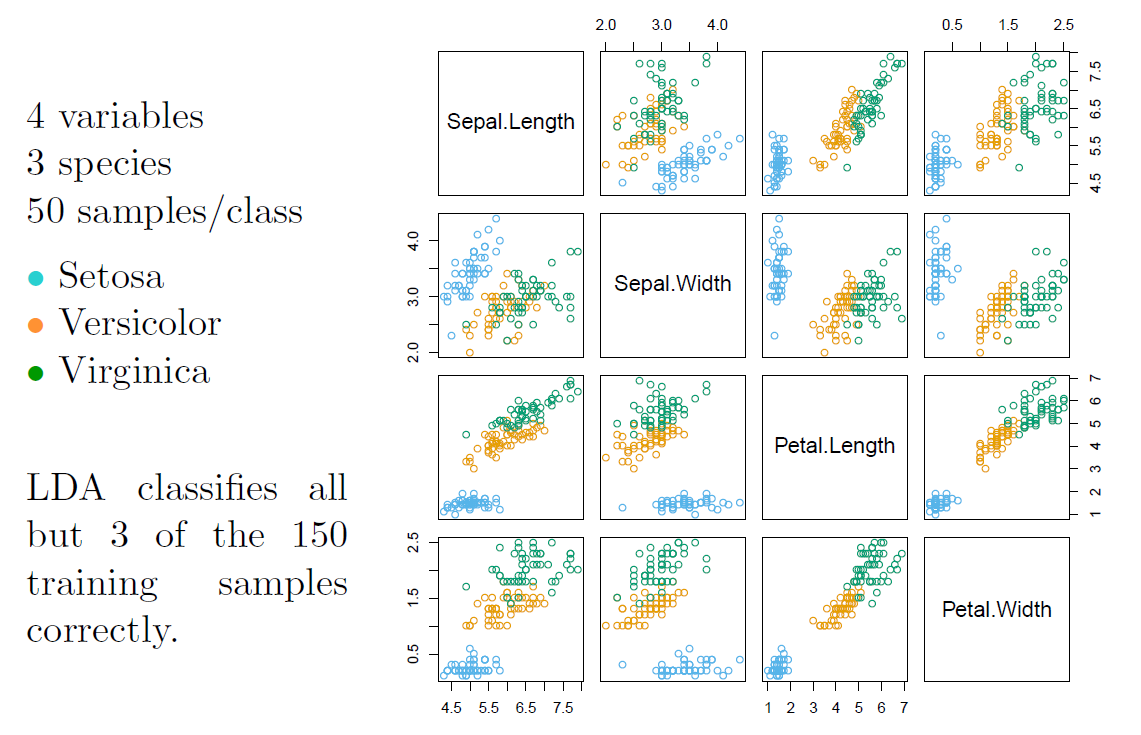 4 variables
3 species
50 samples/class
Setosa
Versicolor
Virginica
LDA classifies all
but 3 of the 150
training samples
correctly.
2.0 3.0 4.0
0.5 1.5 2.5
Sepal.Length
4.5 5.5 6.5 7.5
2.0 3.0 4.0
Sepal.Width
Petal.Length
1 2 3 4 5 6 7
0.5 1.5 2.5
Petal.Width
4.5 5.5 6.5 7.5
1 2 3 4 5 6 7